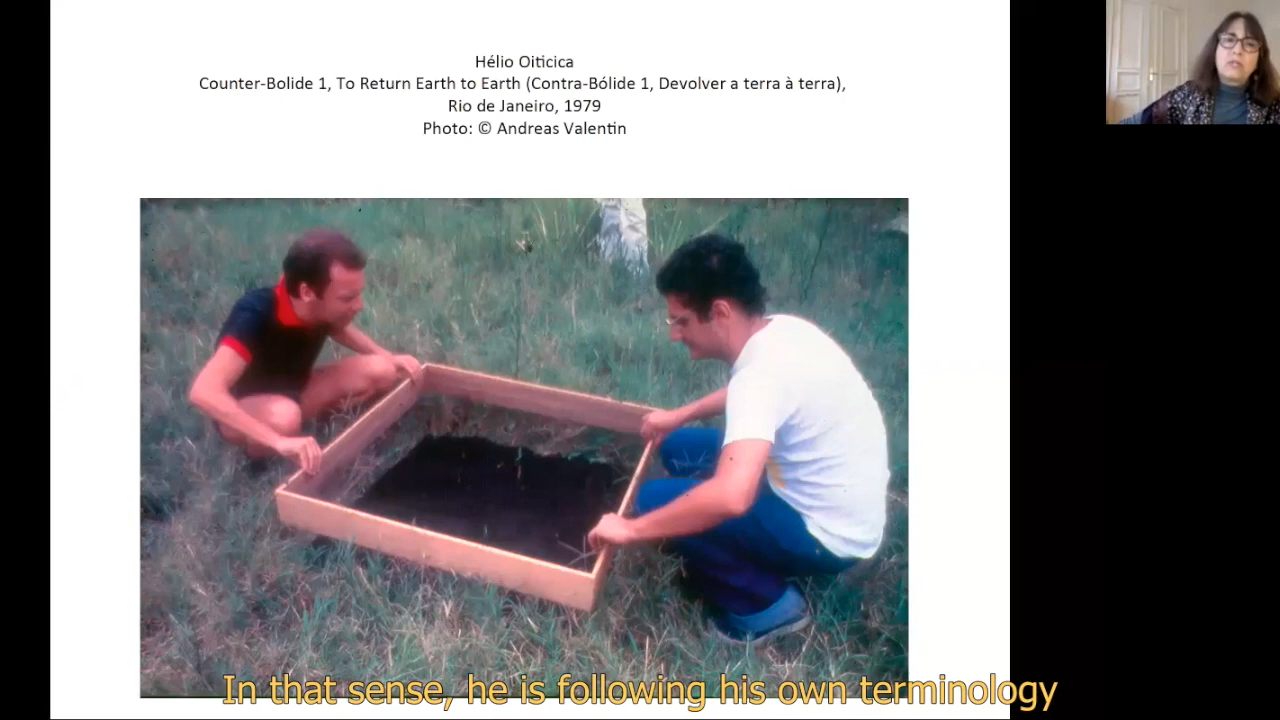 Hélio Oiticica
Counter-Bolide 1, To Return Earth to Earth (Contra-Bólide 1, Devolver a terra à terra),
Rio de Janeiro, 1979
Photo: © Andreas Valentin
In that sense, he is following his own terminology